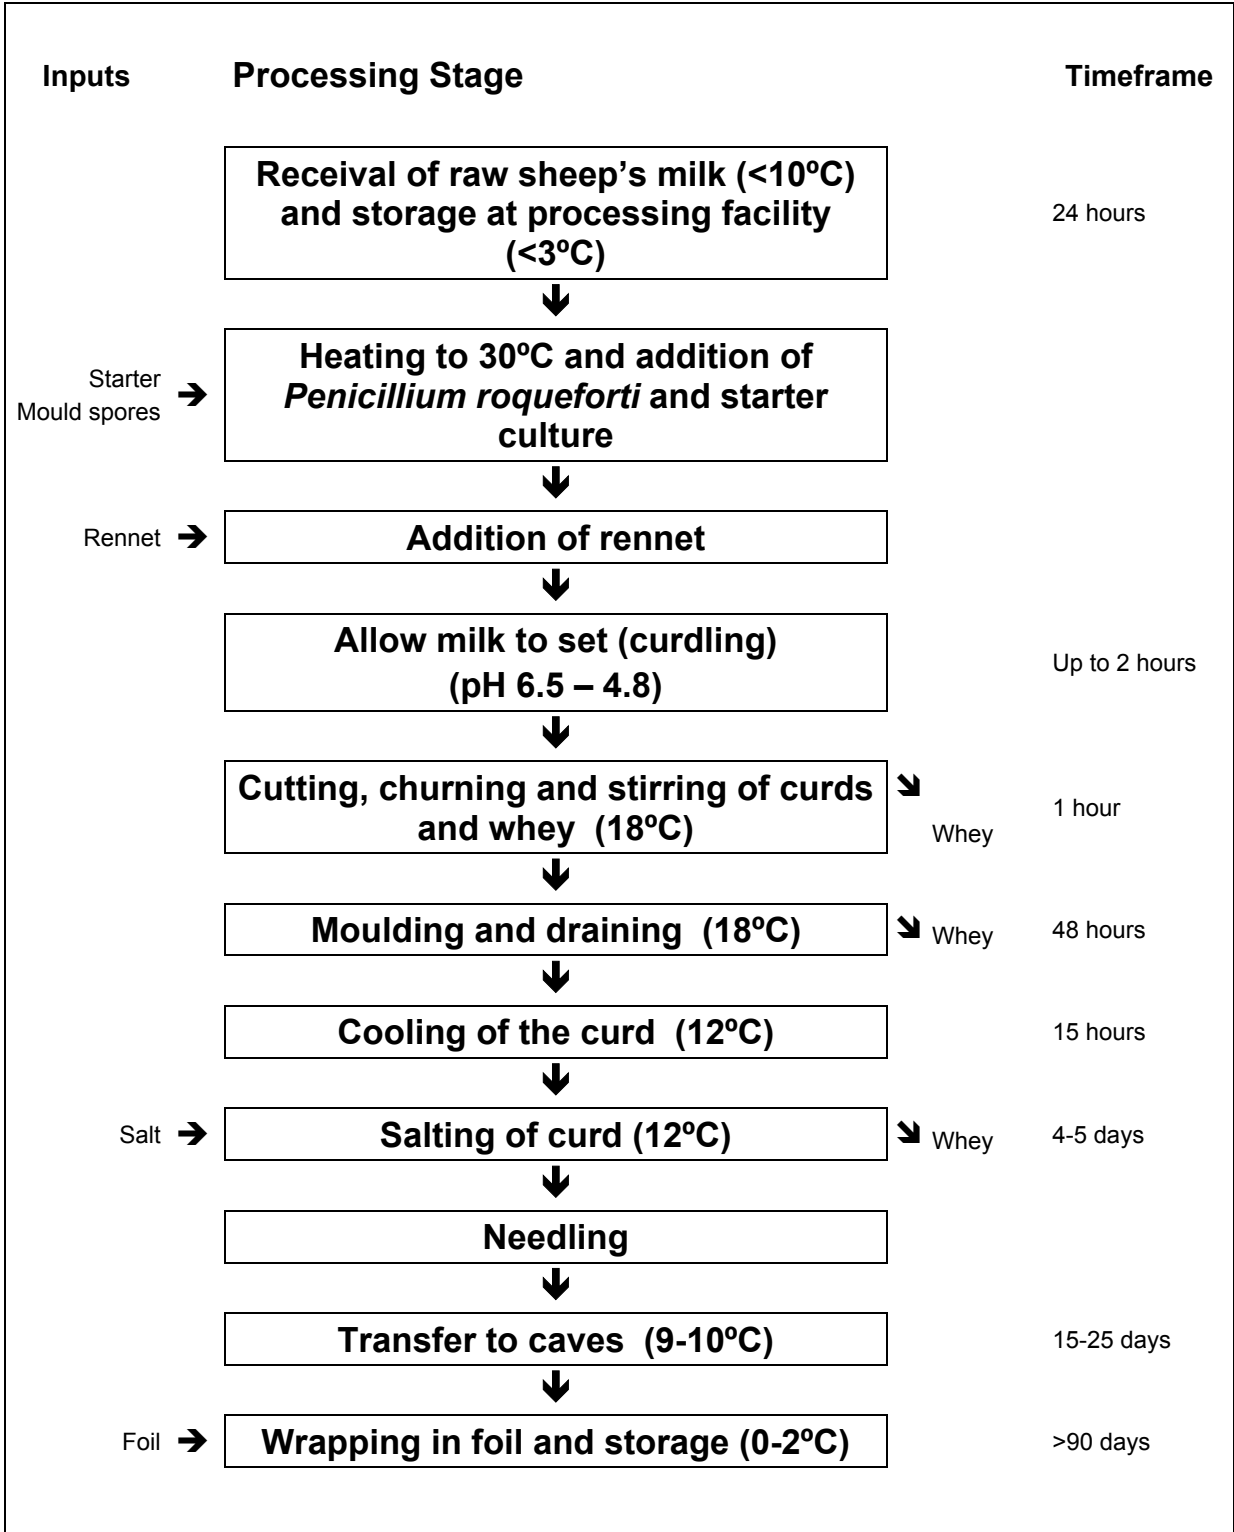 Inputs Processing Stage Timeframe
Receival of raw sheep's milk (<10ºC)
and storage at processing facility
(<3ºC)
24 hours
Starter
Mould spores
Heating to 30ºC and addition of
Penicillium roqueforti and starter
culture
Rennet
Addition of rennet
Allow milk to set (curdling)
(pH 6.5 – 4.8)
Up to 2 hours
Cutting, churning and stirring of curds
and whey (18ºC)
Whey
1 hour
Moulding and draining (18ºC)
Whey
48 hours
Cooling of the curd (12ºC)
15 hours
Salt
Salting of curd (12ºC)
Whey
4-5 days
Needling
Transfer to caves (9-10ºC)
15-25 days
Foil
Wrapping in foil and storage (0-2ºC)
>90 days